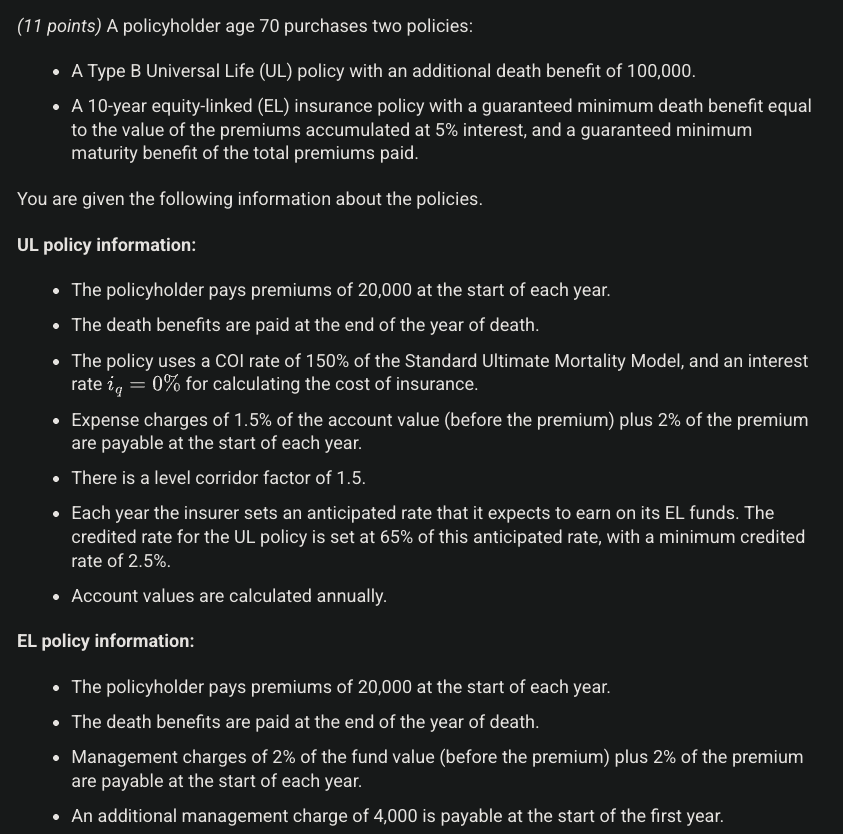 (11 points) A policyholder age 70 purchases two policies:
• A Type B Universal Life (UL) policy with an additional death benefit of 100,000.
• A 10-year equity-linked (EL) insurance policy with a guaranteed minimum death benefit equal
to the value of the premiums accumulated at 5% interest, and a guaranteed minimum
maturity benefit of the total premiums paid.
You are given the following information about the policies.
UL policy information:
• The policyholder pays premiums of 20,000 at the start of each year.
• The death benefits are paid at the end of the year of death.
• The policy uses a COI rate of 150% of the Standard Ultimate Mortality Model, and an interest
rate i_q = 0% for calculating the cost of insurance.
• Expense charges of 1.5% of the account value (before the premium) plus 2% of the premium
are payable at the start of each year.
• There is a level corridor factor of 1.5.
• Each year the insurer sets an anticipated rate that it expects to earn on its EL funds. The
credited rate for the UL policy is set at 65% of this anticipated rate, with a minimum credited
rate of 2.5%.
• Account values are calculated annually.
EL policy information:
• The policyholder pays premiums of 20,000 at the start of each year.
• The death benefits are paid at the end of the year of death.
• Management charges of 2% of the fund value (before the premium) plus 2% of the premium
are payable at the start of each year.
• An additional management charge of 4,000 is payable at the start of the first year.